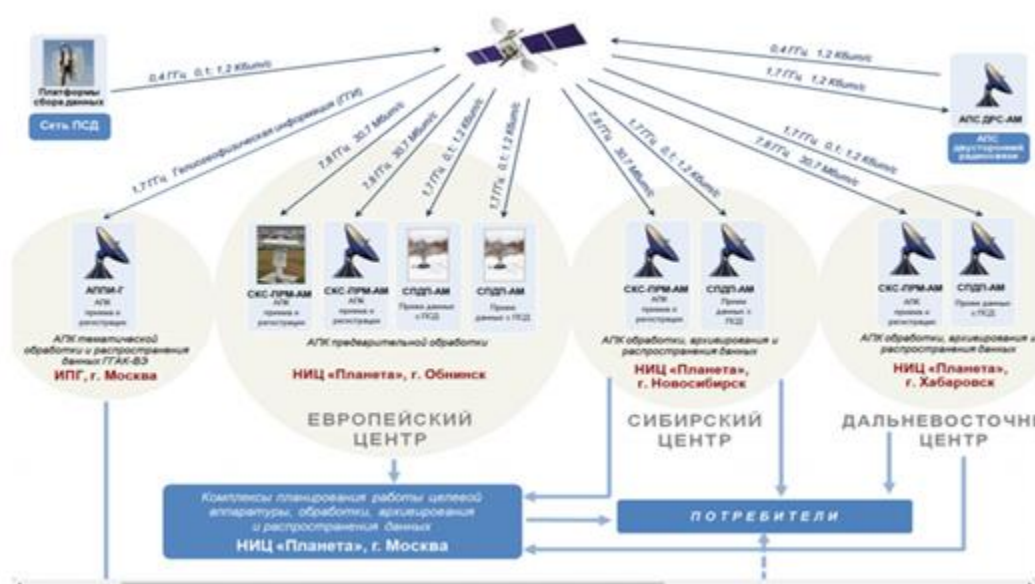 Платформы
сбора данных
Сеть ПСД
0,4 ГГц 0,1; 1,2 Кбит/с
1,7 ГГц Гелиогеофизическая информация (ГГИ)
7,8 ГГц 30,7 Мбит/с
7,8 ГГц 30,7 Мбит/с
1,7 ГГц 0,1; 1,2 Кбит/с
1,7 ГГц 0,1; 1,2 Кбит/с
7,8 ГГц 30,7 Мбит/с
1,7 ГГц 0,1; 1,2 Кбит/с
1,7 ГГц 0,1; 1,2 Кбит/с
7,8 ГГц 30,7 Мбит/с
0,4 ГГц 1,2 Кбит/с
1,7 ГГц 1,2 Кбит/с
АПС ДРС-АМ
АПС
двусторонней
радиосвязи
АППИ-Г
АПК
приема и
регистрации
АПК тематической
обработки и распространения
данных ГГАК-ВЭ
ИПГ, г. Москва
СКС-ПРМ-АМ
АПК
приема и
регистрации
СКС-ПРМ-АМ
АПК
приема и
регистрации
СПДП-АМ
Прием данных
с ПСД
СПДП-АМ
Прием
данных с ПСД
АПК предварительной обработки
НИЦ «Планета», г. Обнинск
ЕВРОПЕЙСКИЙ
ЦЕНТР
СКС-ПРМ-АМ
АПК
приема и
регистрации
СПДП-АМ
Прием
данных с
ПСД
АПК обработки, архивирования и
распространения данных
НИЦ «Планета»,
г. Новосибирск
СИБИРСКИЙ
ЦЕНТР
СКС-ПРМ-АМ
АПК
приема и
регистрации
СПДП-АМ
Прием данных
с ПСД
АПК обработки, архивирования и
распространения данных
НИЦ «Планета»,
г. Хабаровск
ДАЛЬНЕВОСТОЧН
ЦЕНТР
Комплексы планирования работы целевой
аппаратуры, обработки, архивирования
и распространения данных
НИЦ «Планета», г. Москва
ПОТРЕБИТЕЛИ